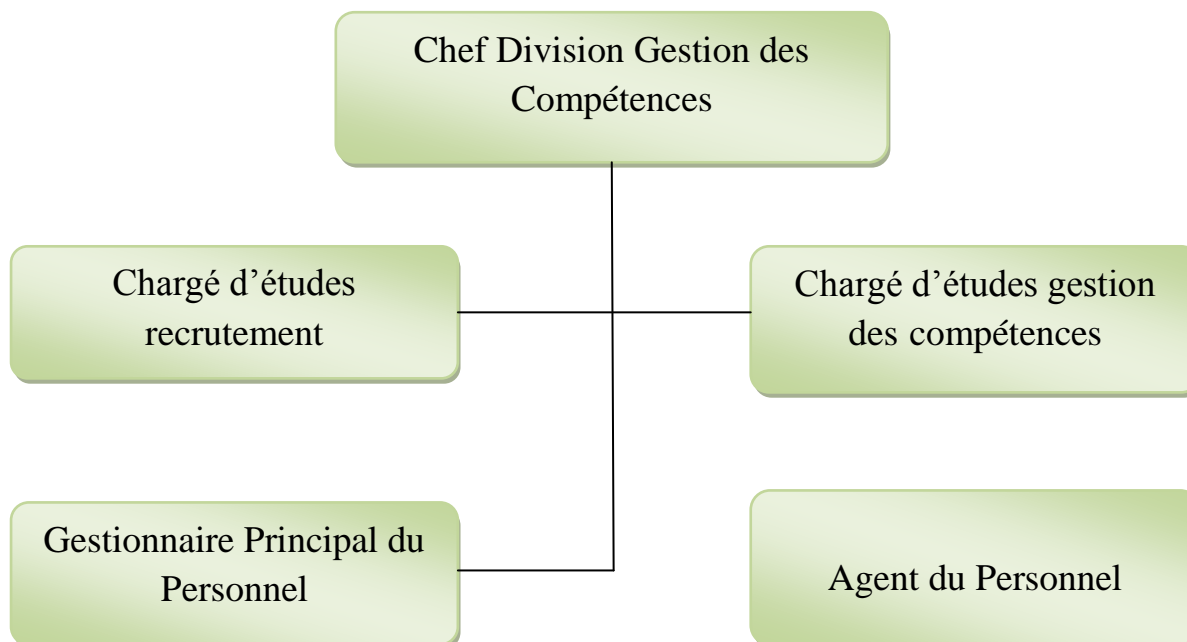 Chef Division Gestion des
Compétences
Chargé d’études
recrutement
Chargé d’études gestion
des compétences
Gestionnaire Principal du
Personnel
Agent du Personnel